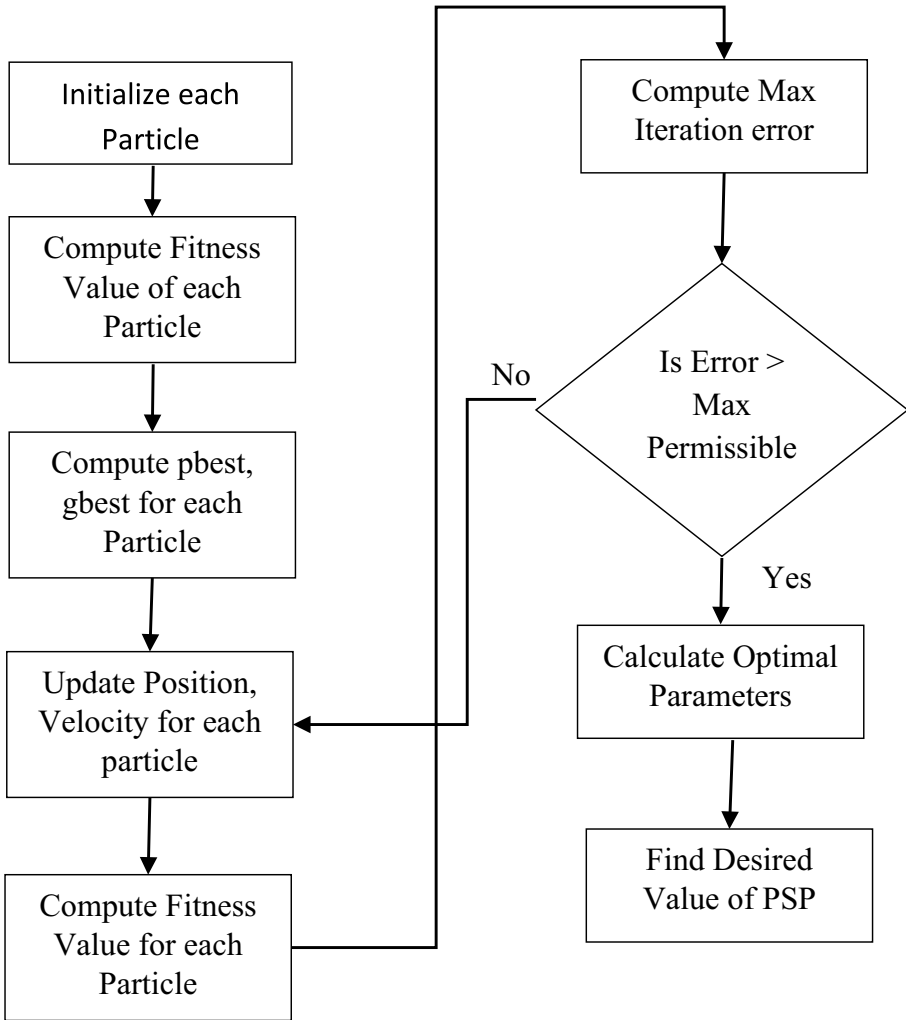 Initialize each
Particle
Compute Fitness
Value of each
Particle
Compute pbest,
gbest for each
Particle
Update Position,
Velocity for each
particle
Compute Fitness
Value for each
Particle
Compute Max
Iteration error
Is Error >
Max
Permissible
No
Yes
Calculate Optimal
Parameters
Find Desired
Value of PSP